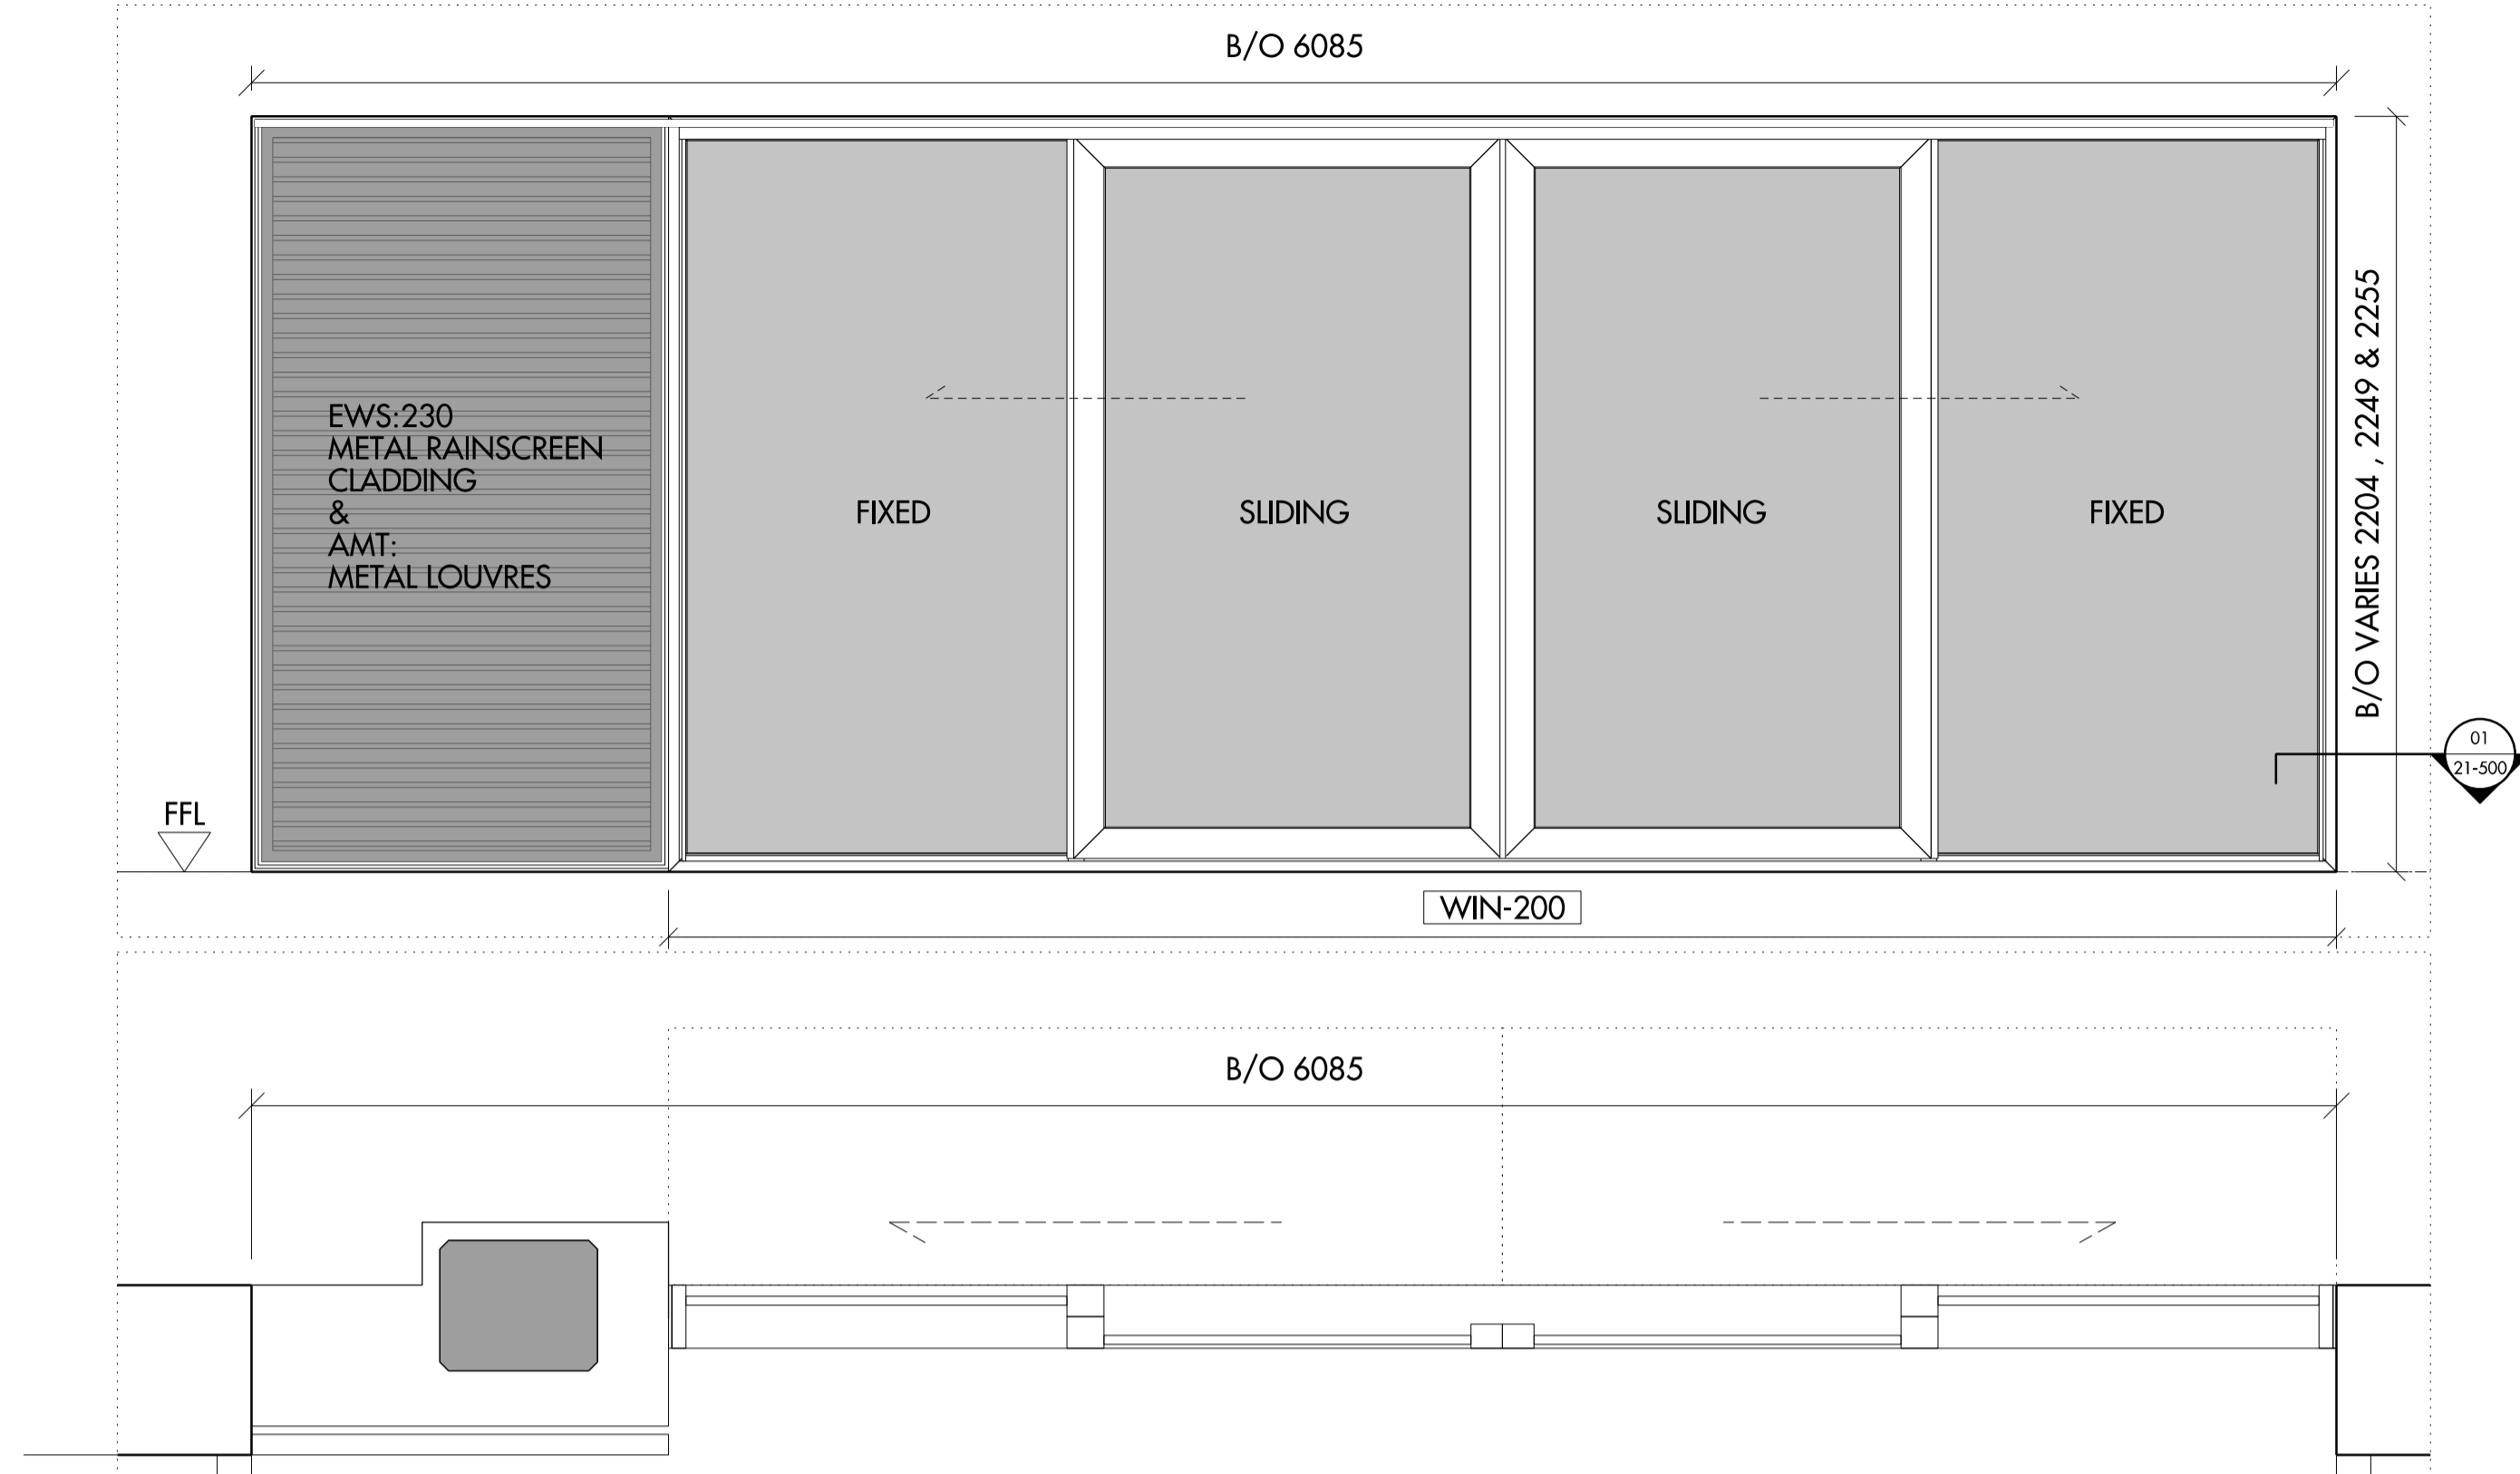 B/O 6085
EWS:230
METAL RAINSCREEN
CLADDING
&
AMT:
METAL LOUVRES
FIXED
SLIDING
SLIDING
FIXED
B/O VARIES 2204 , 2249 & 2255
01
21-500
FFL
WIN-200
B/O 6085